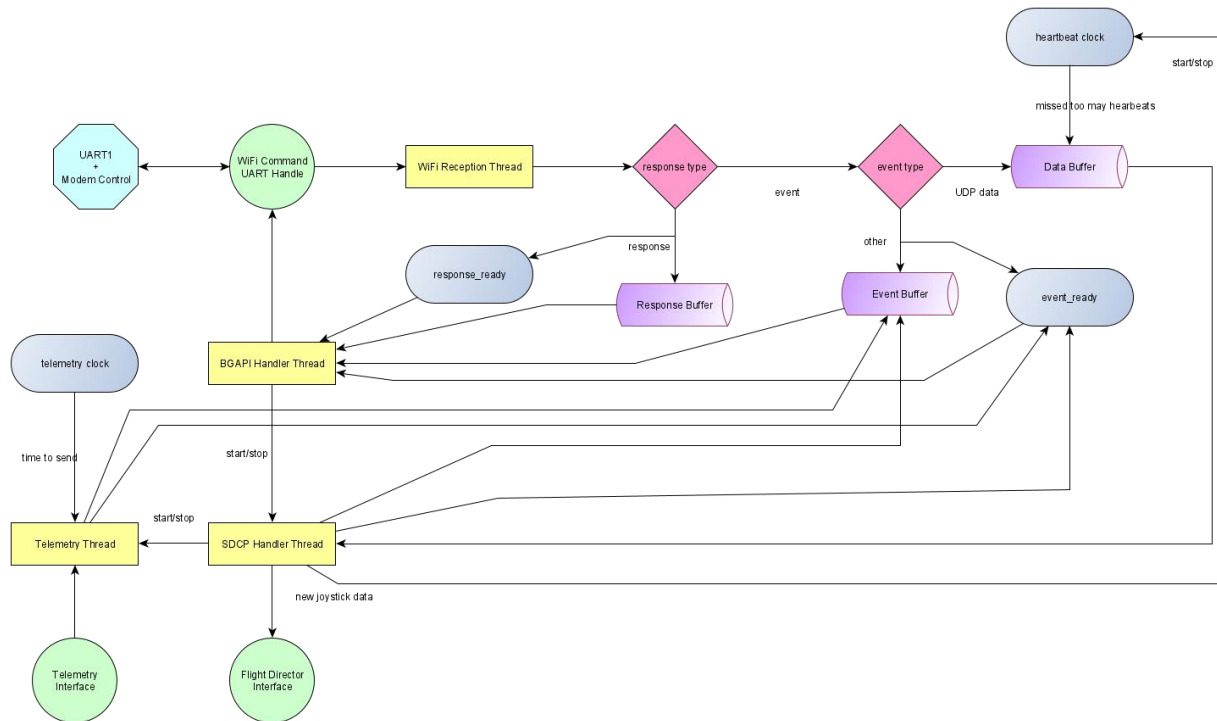 heartbeat clock
start/stop
missed too may hearbeats
UART1
+
Modem Control
WiFi Command
UART Handle
WiFi Reception Thread
response type
event
event type
UDP data
Data Buffer
response
other
response_ready
Response Buffer
Event Buffer
event_ready
telemetry clock
BGAPI Handler Thread
time to send
start/stop
start/stop
Telemetry Thread
SDCP Handler Thread
new joystick data
Telemetry
Interface
Flight Director
Interface